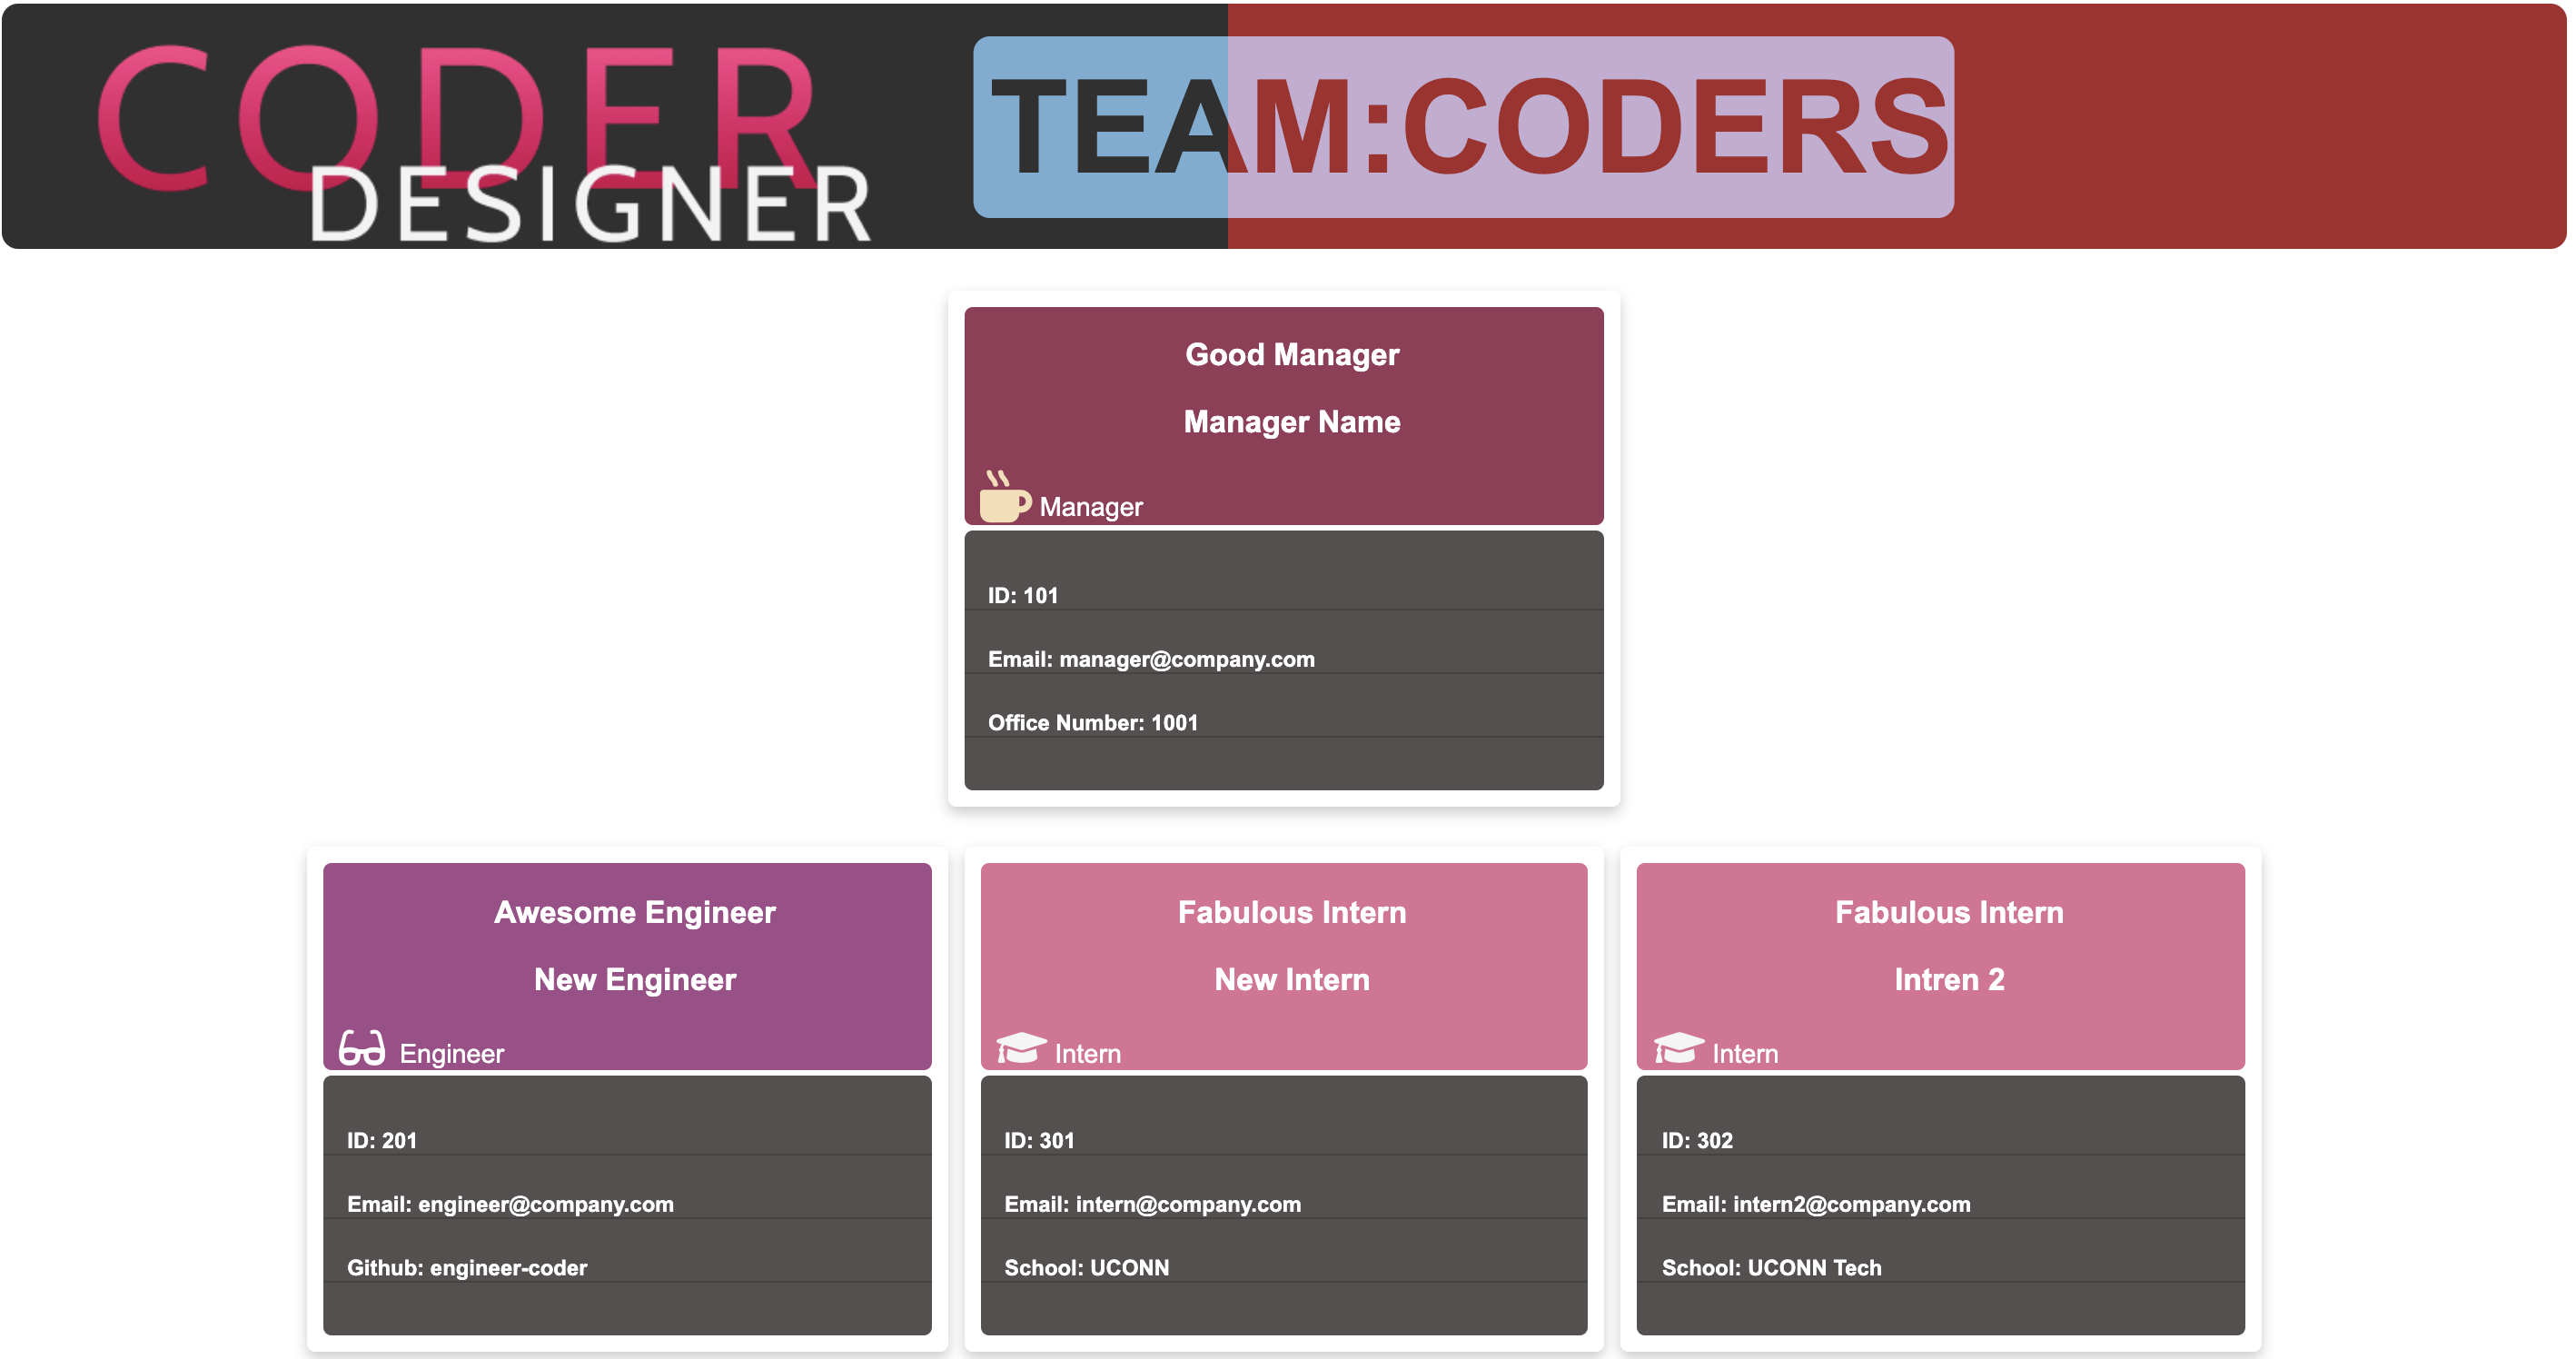 CODER
DESIGNER
TEAM:CODERS
Good Manager
Manager Name
Manager
ID: 101
Email: manager@company.com
Office Number: 1001
Awesome Engineer
New Engineer
Engineer
ID: 201
Email: engineer@company.com
Github: engineer-coder
Fabulous Intern
New Intern
Intern
ID: 301
Email: intern@company.com
School: UCONN
Fabulous Intern
Intren 2
Intern
ID: 302
Email: intern2@company.com
School: UCONN Tech